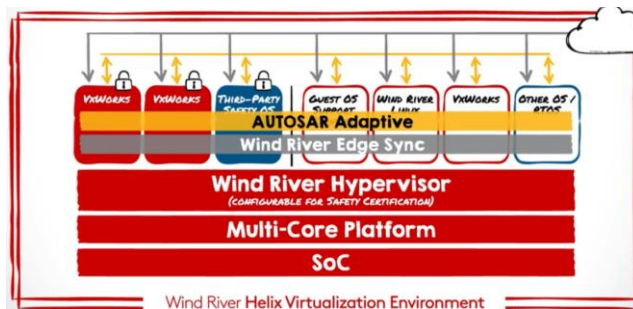 VxWorks
VxWorks
Third-Party
Safety OS
Guest OS
Support
Wind River
Linux
VxWorks
Other OS /
RTOS
AUTOSAR Adaptive
Wind River Edge Sync
Wind River Hypervisor
(configurable for Safety Certification)
Multi-Core Platform
SoC
Wind River Helix Virtualization Environment